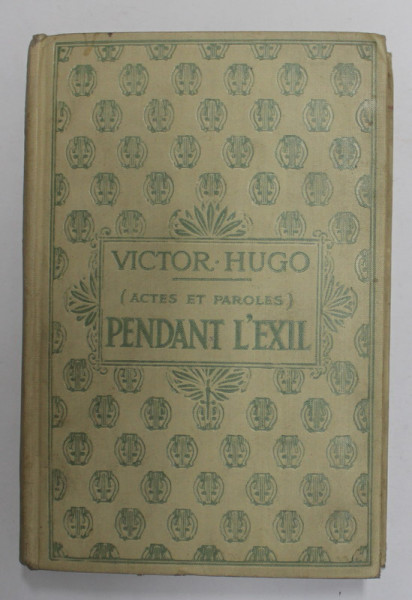 VICTOR · HUGO
(ACTES ET PAROLES)
PENDANT L'EXIL